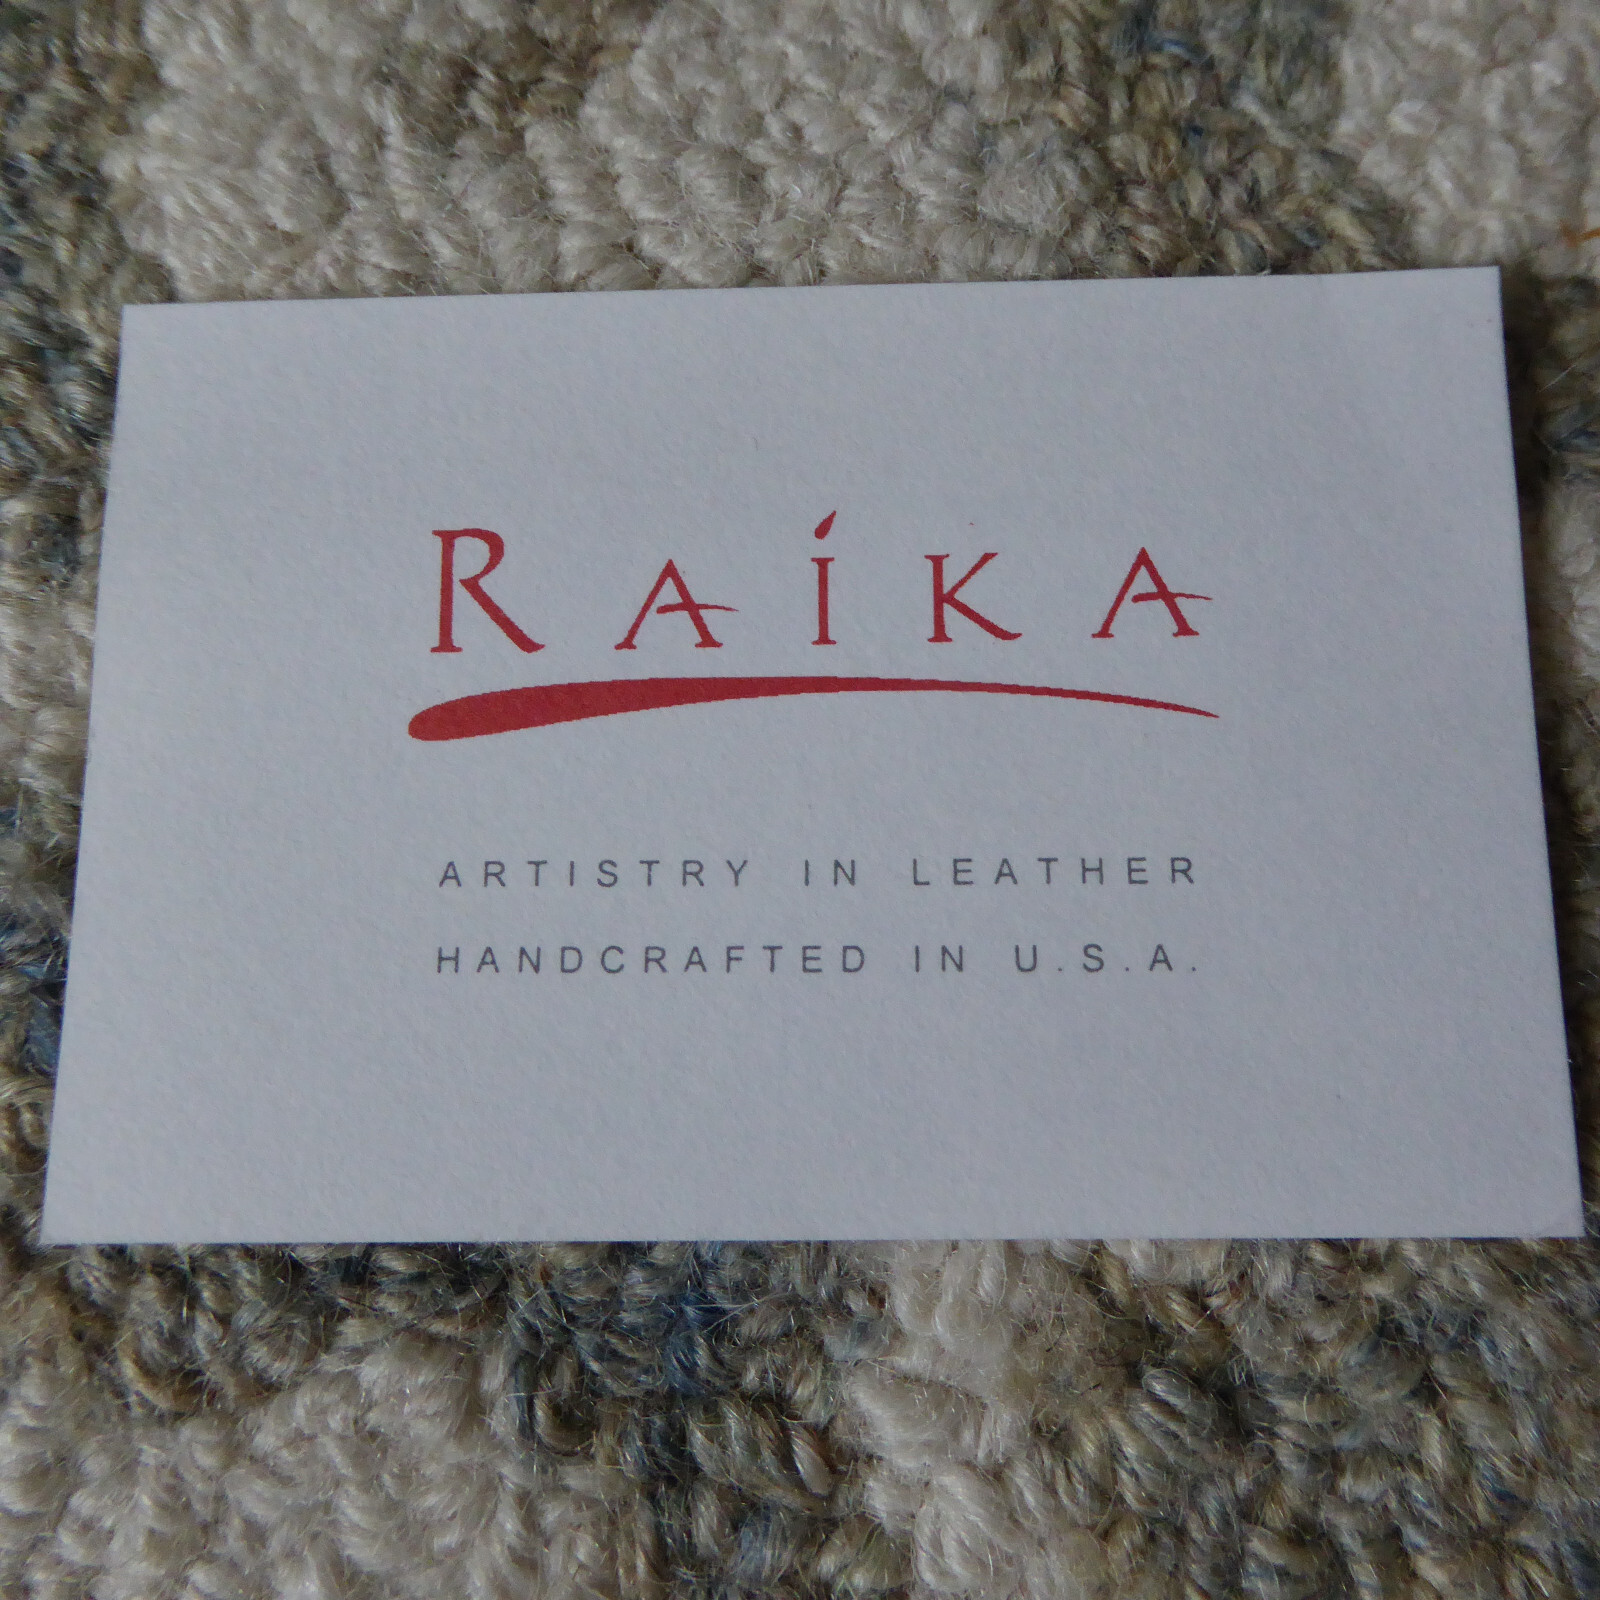 RAíKA
ARTISTRY IN LEATHER
HANDCRAFTED IN U.S.A.